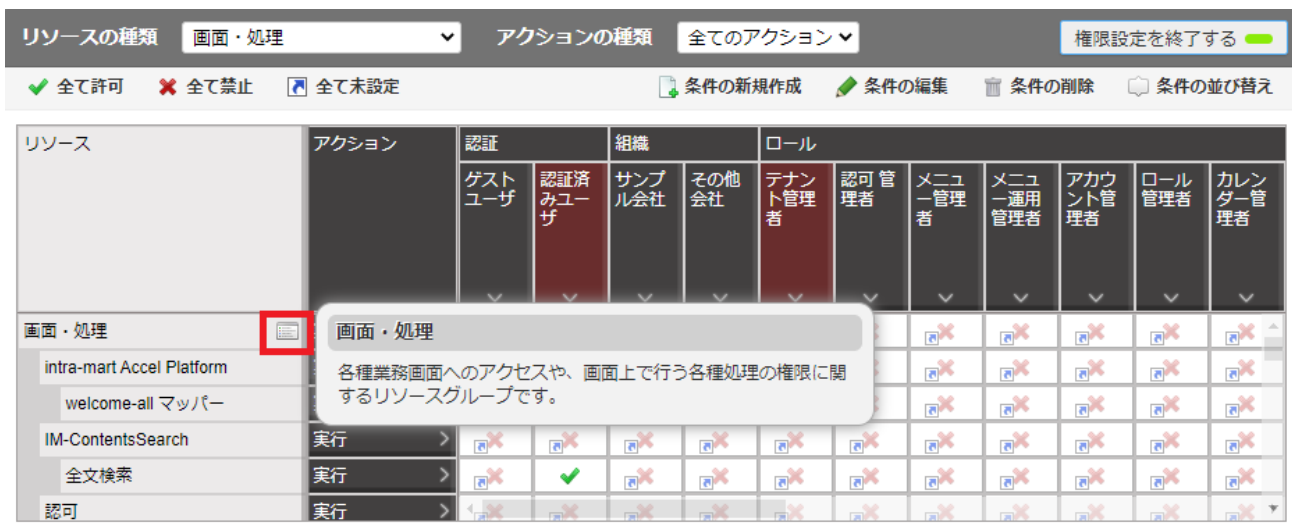 リソースの種類 画面・処理 アクションの種類 全てのアクション 権限設定を終了する
全て許可 全て禁止 全て未設定 条件の新規作成 条件の編集 条件の削除 条件の並び替え
リソース アクション 認証 組織 ロール
ゲストユーザ 認証済みユーザ サンプル会社 その他会社 テナント管理者 認可 管理者 メニュー管理者 メニュー運用管理者 アカウント管理者 ロール管理者 カレンダー管理者
画面・処理
画面・処理
各種業務画面へのアクセスや、画面上で行う各種処理の権限に関
するリソースグループです。
intra-mart Accel Platform
welcome-all マッパー
IM-ContentsSearch 実行
全文検索 実行
認可 実行